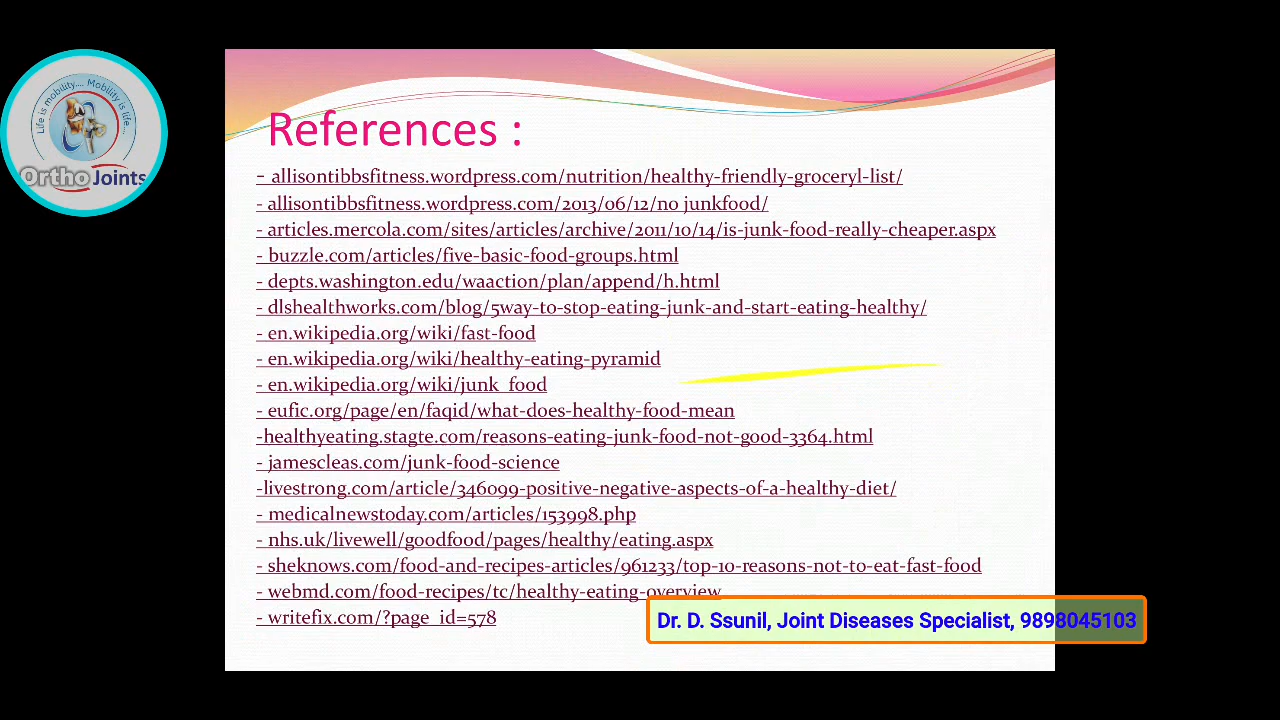 Life is mobility.... Mobility is life...
Ortho Joints
References :
- allisontibbsfitness.wordpress.com/nutrition/healthy-friendly-groceryl-list/
- allisontibbsfitness.wordpress.com/2013/06/12/no junkfood/
- articles.mercola.com/sites/articles/archive/2011/10/14/is-junk-food-really-cheaper.aspx
- buzzle.com/articles/five-basic-food-groups.html
- depts.washington.edu/waaction/plan/append/h.html
- dlshealthworks.com/blog/5way-to-stop-eating-junk-and-start-eating-healthy/
- en.wikipedia.org/wiki/fast-food
- en.wikipedia.org/wiki/healthy-eating-pyramid
- en.wikipedia.org/wiki/junk_food
- eufic.org/page/en/faqid/what-does-healthy-food-mean
-healthyeating.stagte.com/reasons-eating-junk-food-not-good-3364.html
- jamescleas.com/junk-food-science
-livestrong.com/article/346099-positive-negative-aspects-of-a-healthy-diet/
- medicalnewstoday.com/articles/153998.php
- nhs.uk/livewell/goodfood/pages/healthy/eating.aspx
- sheknows.com/food-and-recipes-articles/961233/top-10-reasons-not-to-eat-fast-food
- webmd.com/food-recipes/tc/healthy-eating-overview
- writefix.com/?page_id=578
Dr. D. Ssunil, Joint Diseases Specialist, 9898045103